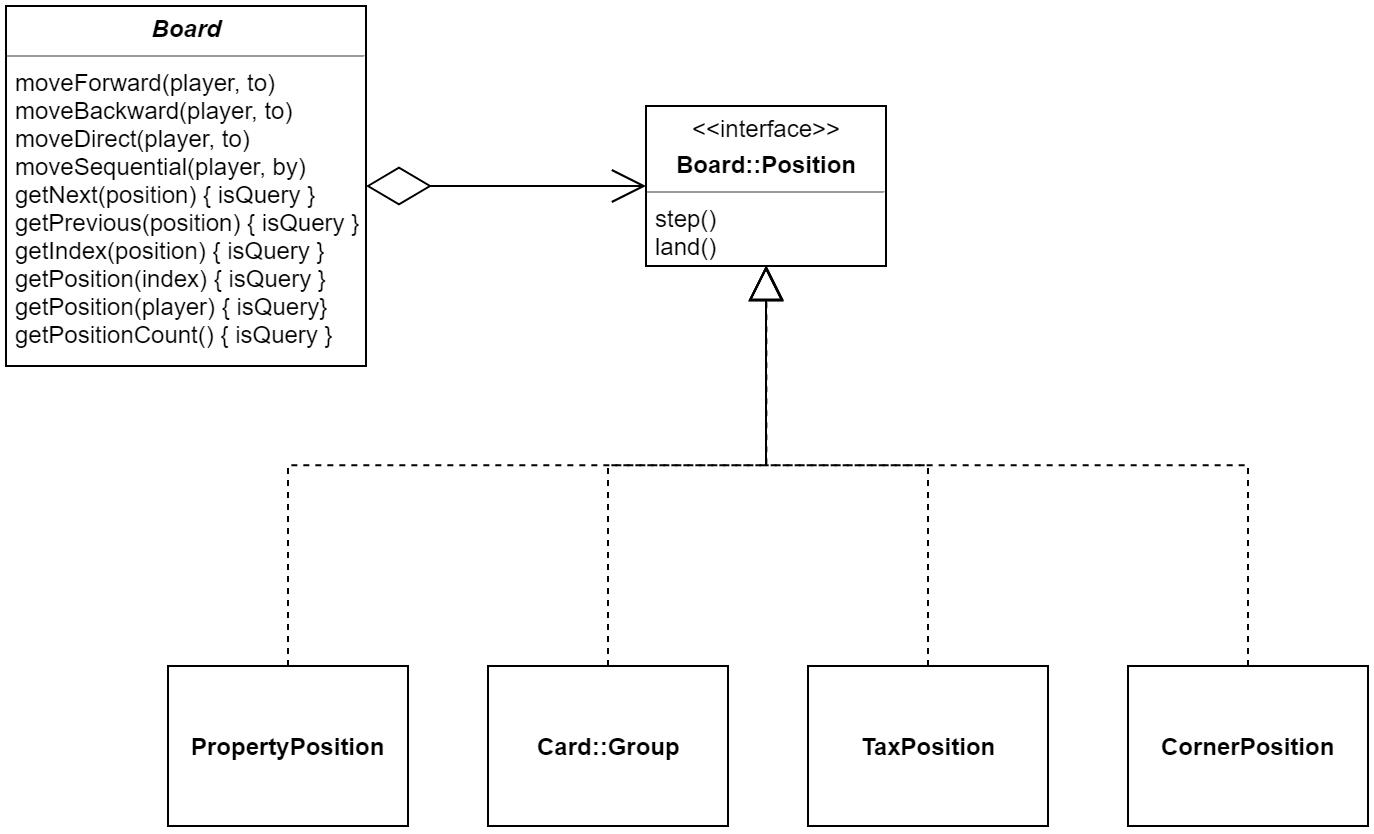 Board
moveForward(player, to)
moveBackward(player, to)
moveDirect(player, to)
moveSequential(player, by)
getNext(position) { isQuery }
getPrevious(position) { isQuery }
getIndex(position) { isQuery }
getPosition(index) { isQuery }
getPosition(player) { isQuery}
getPositionCount() { isQuery }
<<interface>>
Board::Position
step()
land()
PropertyPosition
Card::Group
TaxPosition
CornerPosition